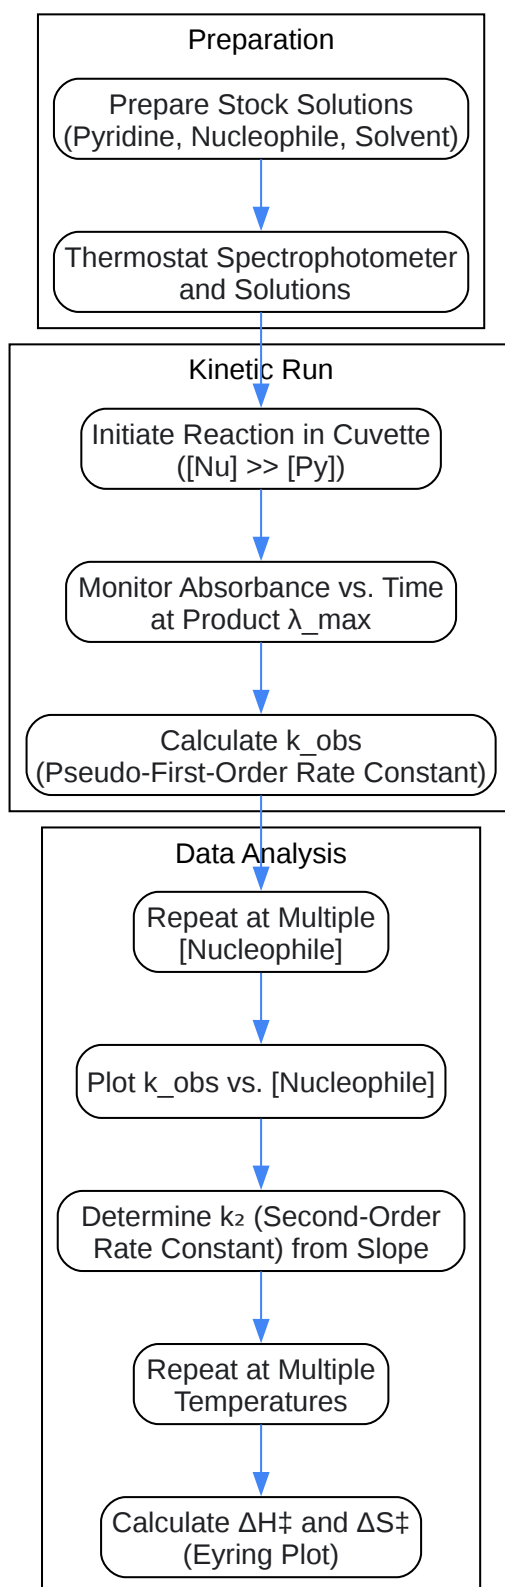 Preparation
Prepare Stock Solutions
(Pyridine, Nucleophile, Solvent)
Thermostat Spectrophotometer
and Solutions
Kinetic Run
Initiate Reaction in Cuvette
([Nu] >> [Py])
Monitor Absorbance vs. Time
at Product λ_max
Calculate k_obs
(Pseudo-First-Order Rate Constant)
Data Analysis
Repeat at Multiple
[Nucleophile]
Plot k_obs vs. [Nucleophile]
Determine k₂ (Second-Order
Rate Constant) from Slope
Repeat at Multiple
Temperatures
Calculate ΔH‡ and ΔS‡
(Eyring Plot)